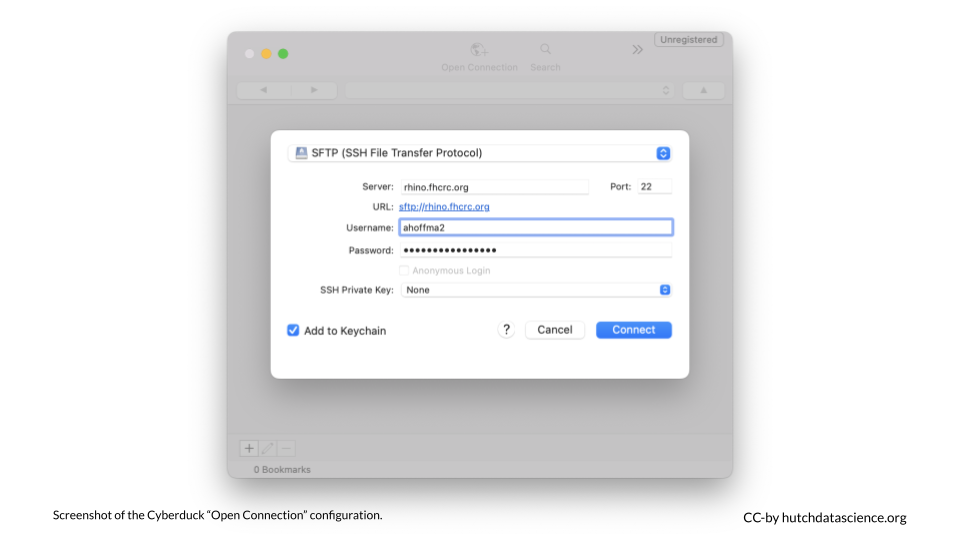 Unregistered
Open Connection Search
SFTP (SSH File Transfer Protocol)
Server: rhino.fhcrc.org Port: 22
URL: sftp://rhino.fhcrc.org
Username: ahoffma2
Password: ••••••••••••••••
Anonymous Login
SSH Private Key: None
Add to Keychain ? Cancel Connect
0 Bookmarks
Screenshot of the Cyberduck “Open Connection” configuration.
CC-by hutchdatascience.org